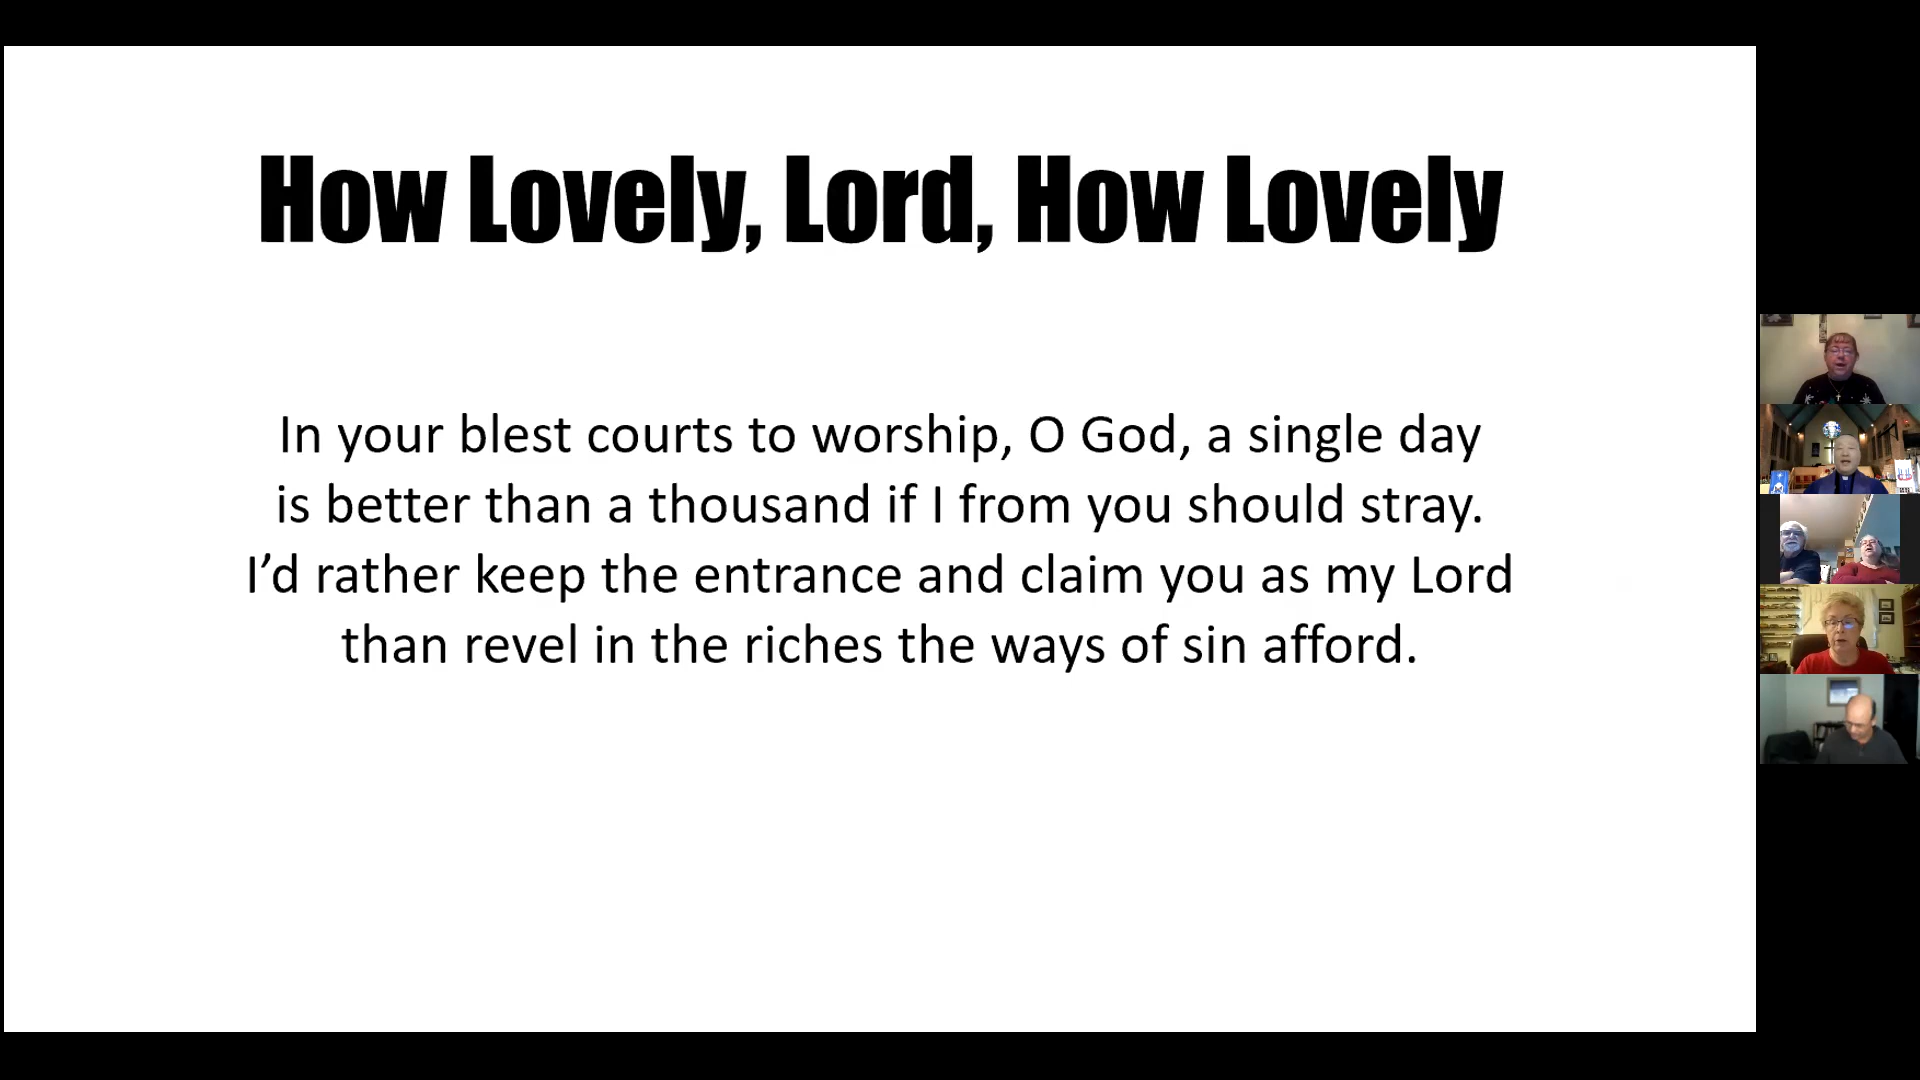 How Lovely, Lord, How Lovely
In your blest courts to worship, O God, a single day
is better than a thousand if I from you should stray.
I’d rather keep the entrance and claim you as my Lord
than revel in the riches the ways of sin afford.